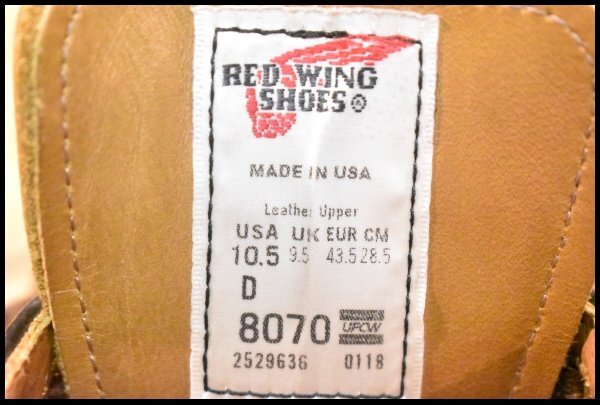 RED WING
SHOES®
MADE IN USA
Leather Upper
USA UK EUR CM
10.5 9.5 43.5 28.5
D
8070 UFCW
2529636 0118